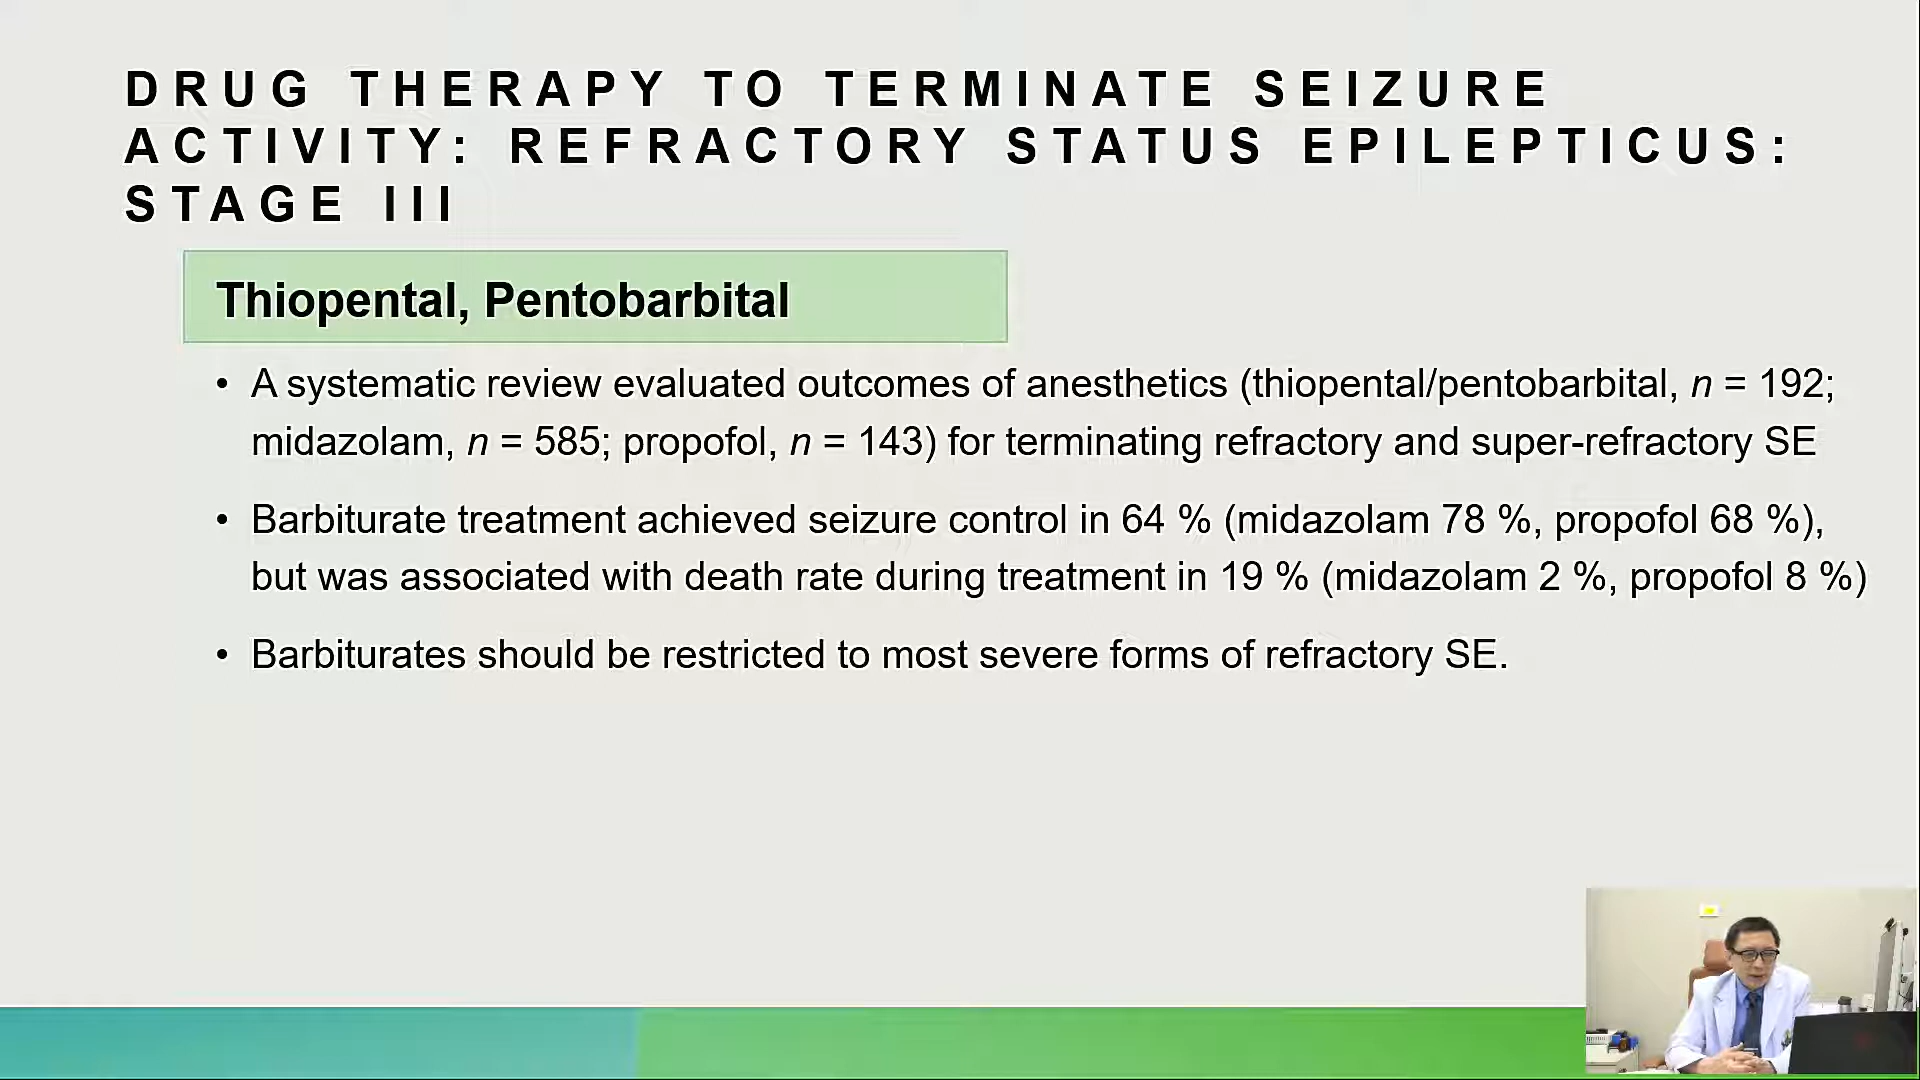 DRUG THERAPY TO TERMINATE SEIZURE
ACTIVITY: REFRACTORY STATUS EPILEPTICUS:
STAGE III
Thiopental, Pentobarbital
• A systematic review evaluated outcomes of anesthetics (thiopental/pentobarbital, n = 192;
midazolam, n = 585; propofol, n = 143) for terminating refractory and super-refractory SE
• Barbiturate treatment achieved seizure control in 64 % (midazolam 78 %, propofol 68 %),
but was associated with death rate during treatment in 19 % (midazolam 2 %, propofol 8 %)
• Barbiturates should be restricted to most severe forms of refractory SE.